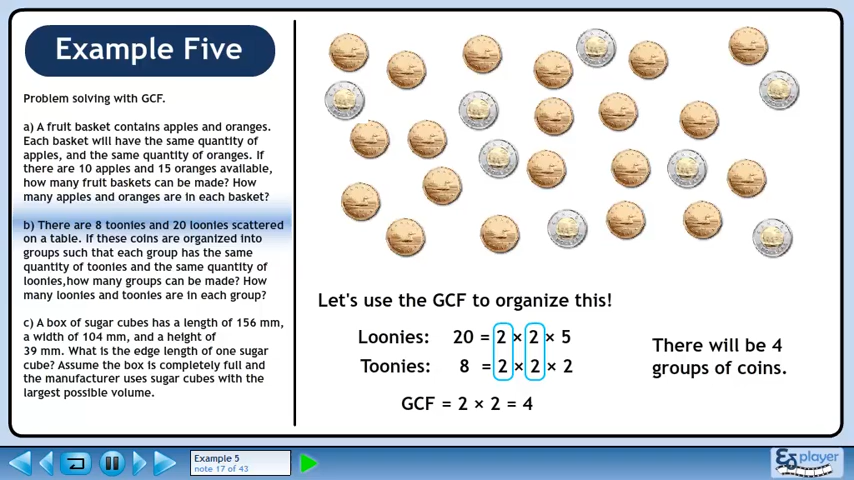 Example Five
Problem solving with GCF.
a) A fruit basket contains apples and oranges.
Each basket will have the same quantity of
apples, and the same quantity of oranges. If
there are 10 apples and 15 oranges available,
how many fruit baskets can be made? How
many apples and oranges are in each basket?
b) There are 8 toonies and 20 loonies scattered
on a table. If these coins are organized into
groups such that each group has the same
quantity of toonies and the same quantity of
loonies,how many groups can be made? How
many loonies and toonies are in each group?
c) A box of sugar cubes has a length of 156 mm,
a width of 104 mm, and a height of
39 mm. What is the edge length of one sugar
cube? Assume the box is completely full and
the manufacturer uses sugar cubes with the
largest possible volume.
Let's use the GCF to organize this!
Loonies: 20 = 2 × 2 × 5
Toonies: 8 = 2 × 2 × 2
GCF = 2 × 2 = 4
There will be 4
groups of coins.
Example 5
note 17 of 43
player